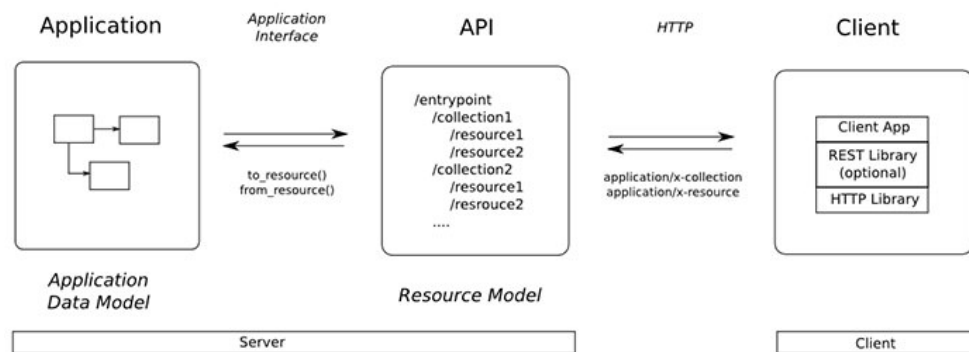 Application
Application
Interface
API
HTTP
Client
to_resource()
from_resource()
/entrypoint
/collection1
/resource1
/resource2
/collection2
/resource1
/resrouce2
....
application/x-collection
application/x-resource
Client App
REST Library
(optional)
HTTP Library
Application
Data Model
Resource Model
Server
Client